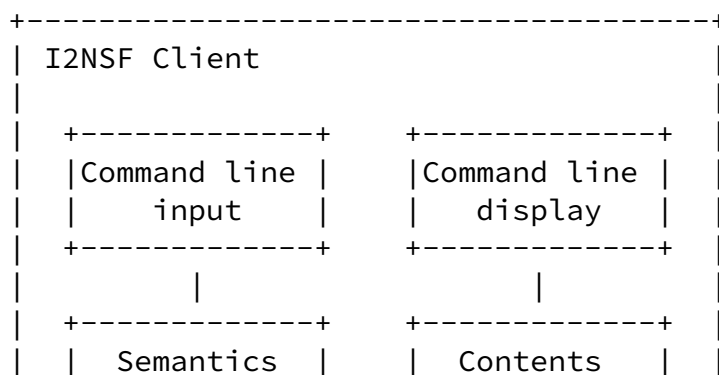 I2NSF Client
Command line Command line
input display
Semantics Contents